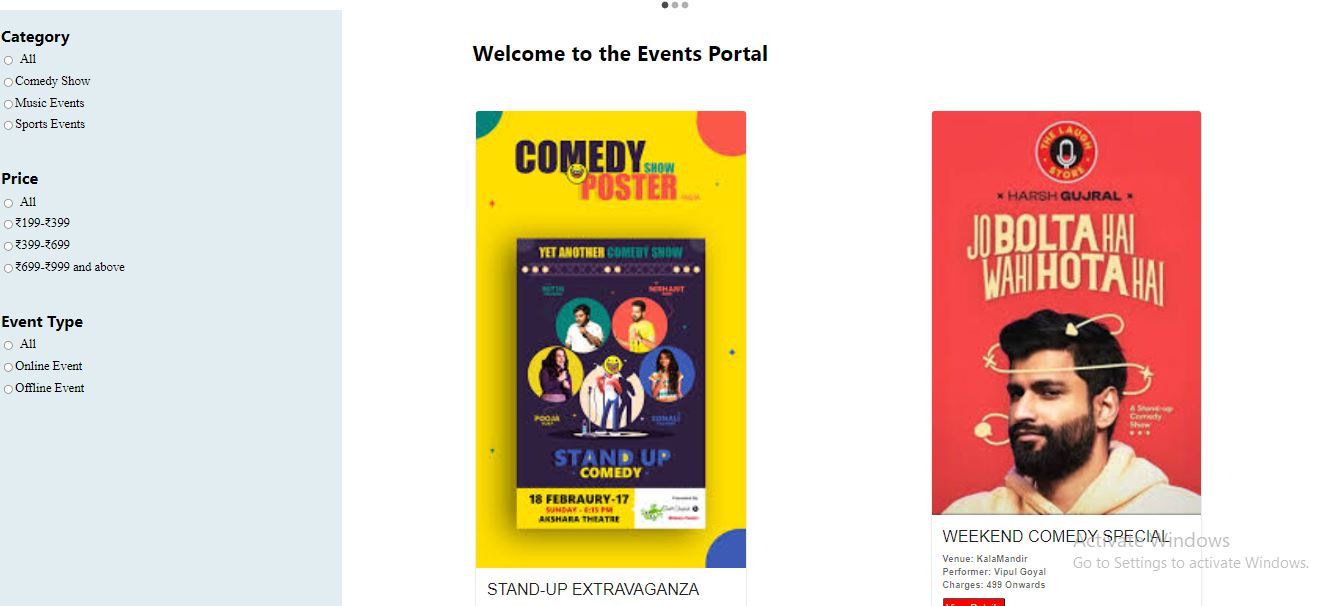 Category
All
Comedy Show
Music Events
Sports Events
Price
All
₹199-₹399
₹399-₹699
₹699-₹999 and above
Event Type
All
Online Event
Offline Event
Welcome to the Events Portal
COMEDY
SHOW
POSTER
YET ANOTHER COMEDY SHOW
NISHANT
POOJA
SONALI
STAND UP
COMEDY
18 FEBRAURY-17
SUNDAY - 6:15 PM
AKSHARA THEATRE
STAND-UP EXTRAVAGANZA
THE LAUGH
STORE
HARSH GUJRAL
JO BOLTA HAI
WAHI HOTA HAI
A Stand-up
Comedy
Show
WEEKEND COMEDY SPECIAL
Venue: KalaMandir
Performer: Vipul Goyal
Charges: 499 Onwards
View Details
Activate Windows
Go to Settings to activate Windows.